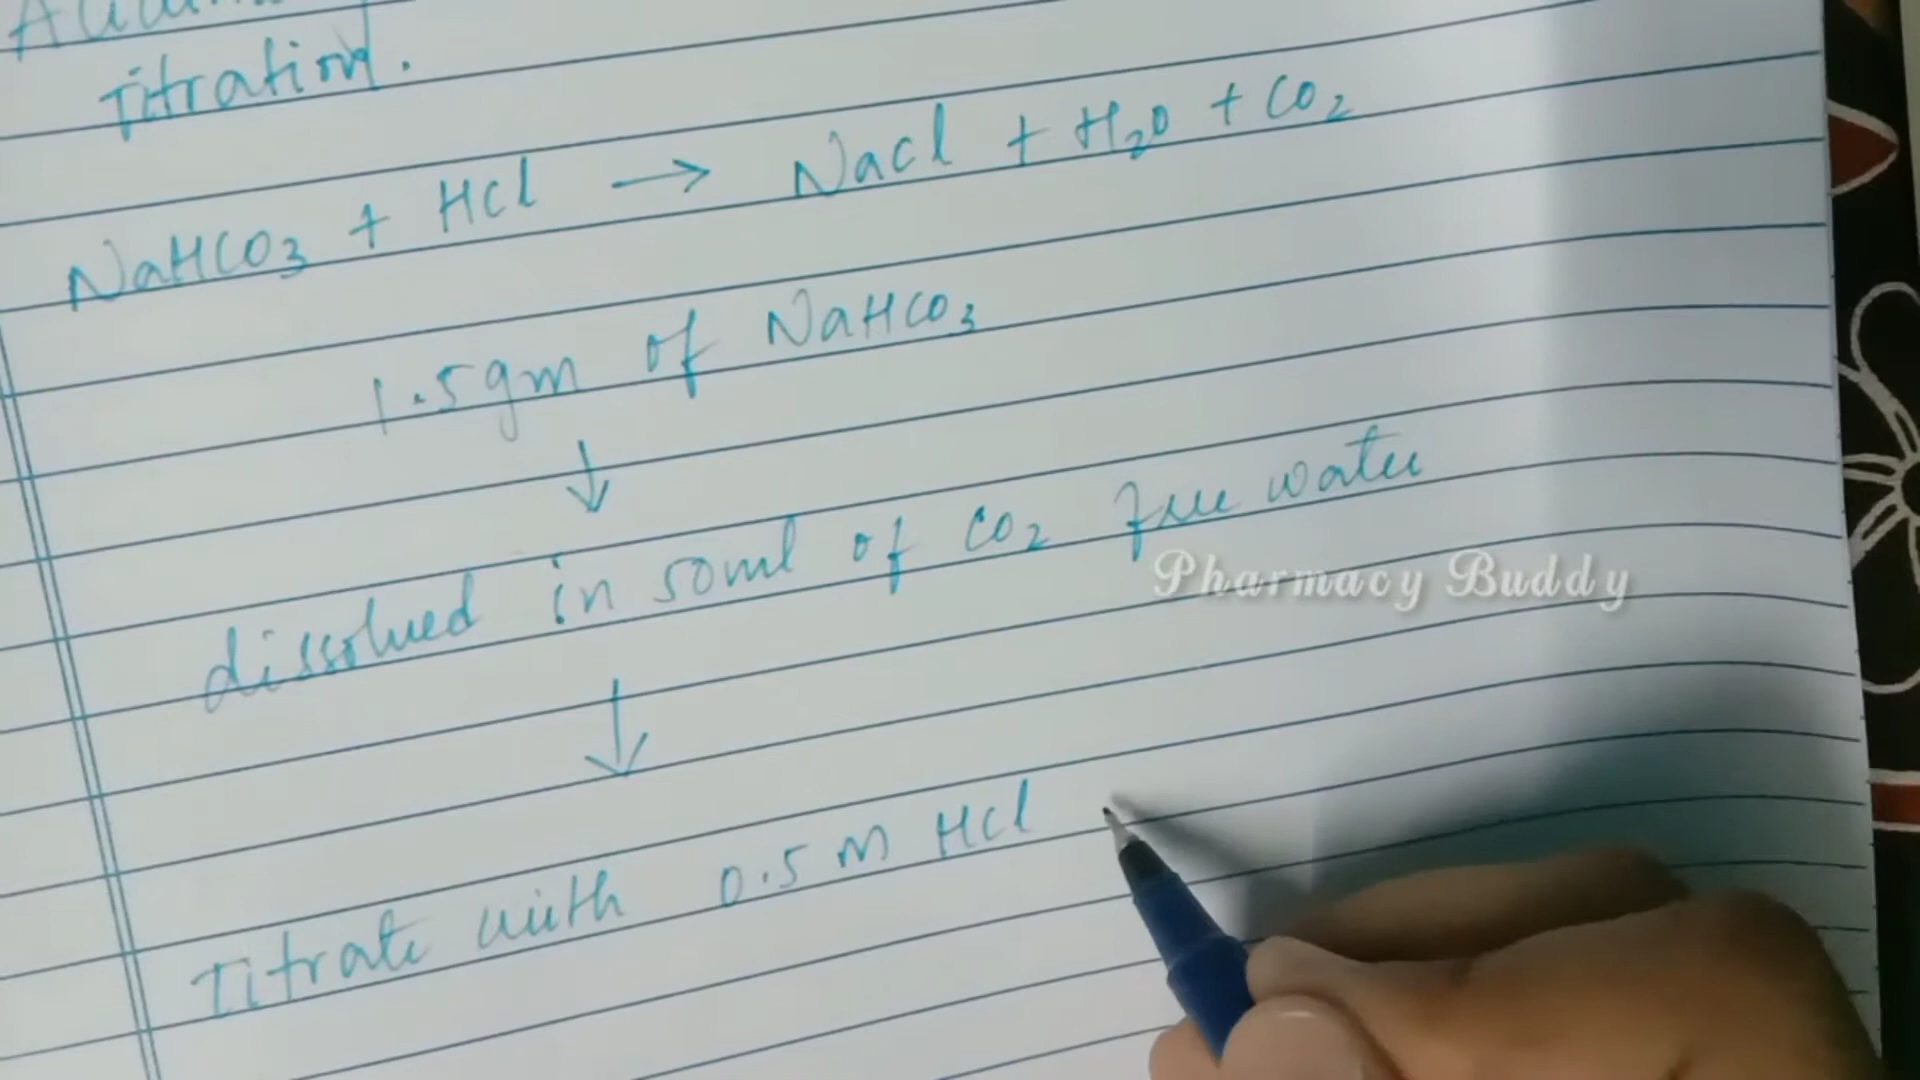 Titration.
NaHCO3 + HCl → NaCl + H2O + CO2
1.5gm of NaHCO3
↓
dissolved in 50ml of CO2 free water
Pharmacy Buddy
↓
Titrate with 0.5 M HCl